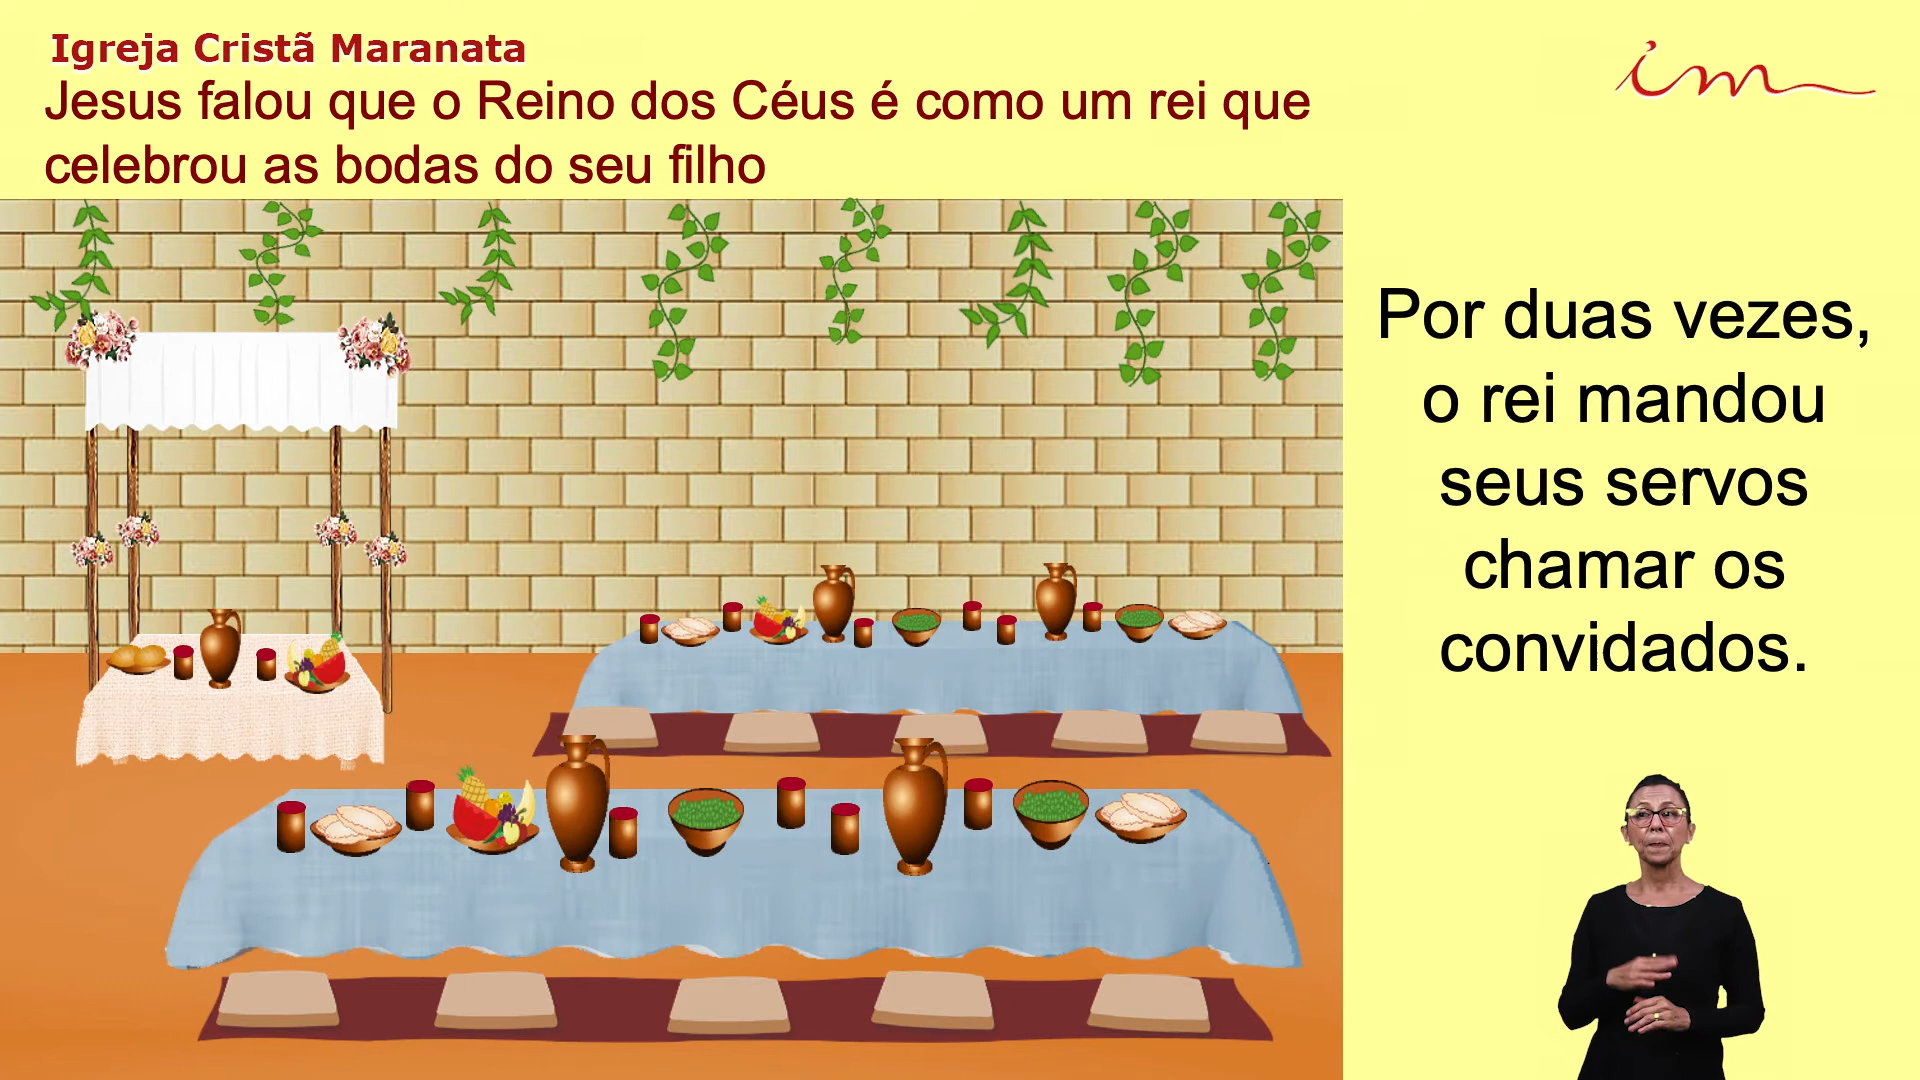 Igreja Cristã Maranata
Jesus falou que o Reino dos Céus é como um rei que
celebrou as bodas do seu filho
im
Por duas vezes,
o rei mandou
seus servos
chamar os
convidados.